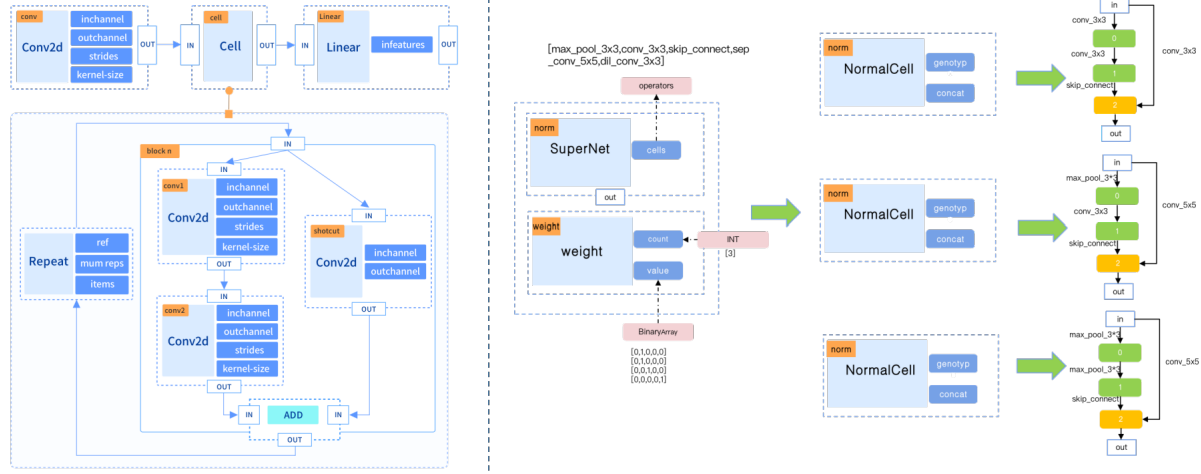 conv
Conv2d
inchannel
outchannel
strides
kernel-size
OUT
IN
cell
Cell
OUT
IN
Linear
Linear
infeatures
OUT
IN
block n
IN
conv1
Conv2d
inchannel
outchannel
strides
kernel-size
OUT
IN
shotcut
Conv2d
inchannel
outchannel
OUT
Repeat
ref
mum reps
items
IN
conv2
Conv2d
inchannel
outchannel
strides
kernel-size
OUT
IN
ADD
IN
OUT
[max_pool_3x3,conv_3x3,skip_connect,sep
_conv_5x5,dil_conv_3x3]
operators
norm
SuperNet
cells
out
weight
weight
count
value
INT
[3]
BinaryArray
[0,1,0,0,0]
[0,1,0,0,0]
[0,0,1,0,0]
[0,0,0,0,1]
norm
NormalCell
genotyp
concat
in
conv_3x3
0
conv_3x3
conv_3x3
1
skip_connect
2
out
norm
NormalCell
genotyp
concat
in
max_pool_3*3
0
conv_3x3
conv_5x5
1
skip_connect
2
out
norm
NormalCell
genotyp
concat
in
max_pool_3*3
0
conv_5x5
max_pool_3*3
1
skip_connect
2
out